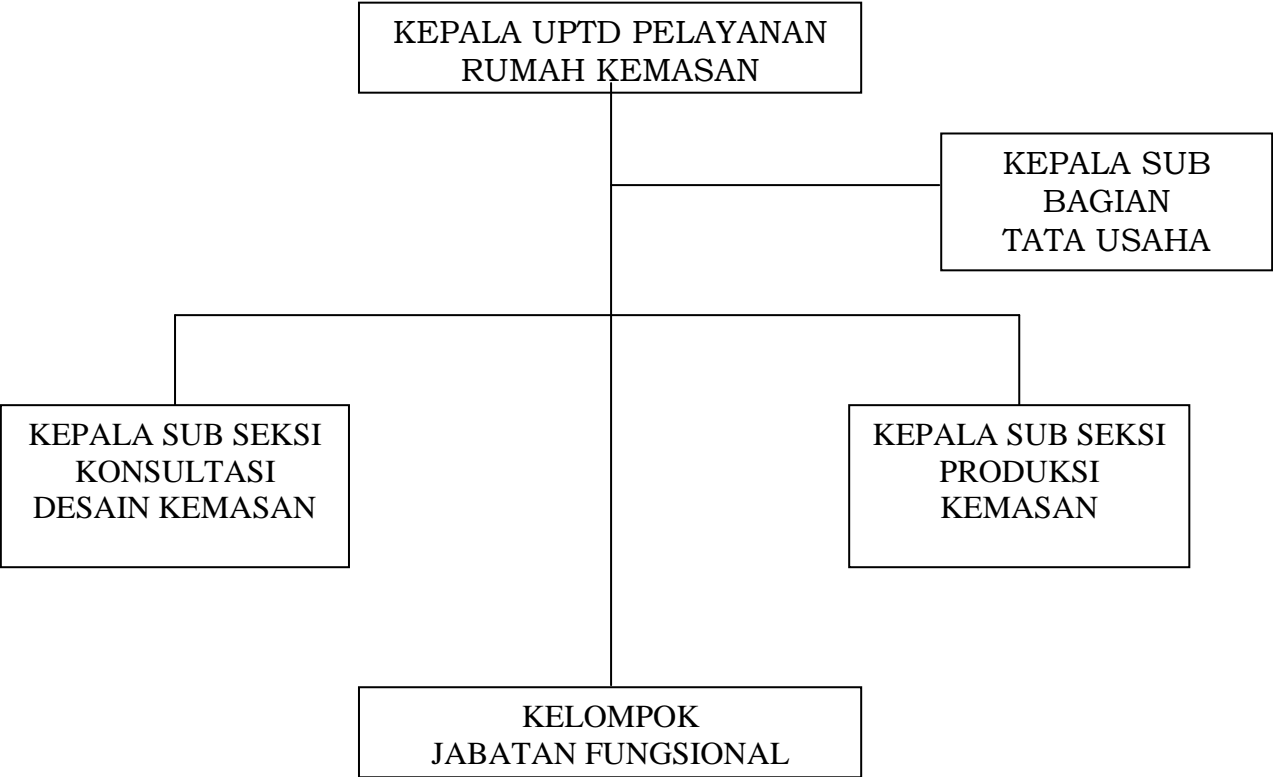 KEPALA UPTD PELAYANAN
RUMAH KEMASAN
KEPALA SUB
BAGIAN
TATA USAHA
KEPALA SUB SEKSI
KONSULTASI
DESAIN KEMASAN
KEPALA SUB SEKSI
PRODUKSI
KEMASAN
KELOMPOK
JABATAN FUNGSIONAL